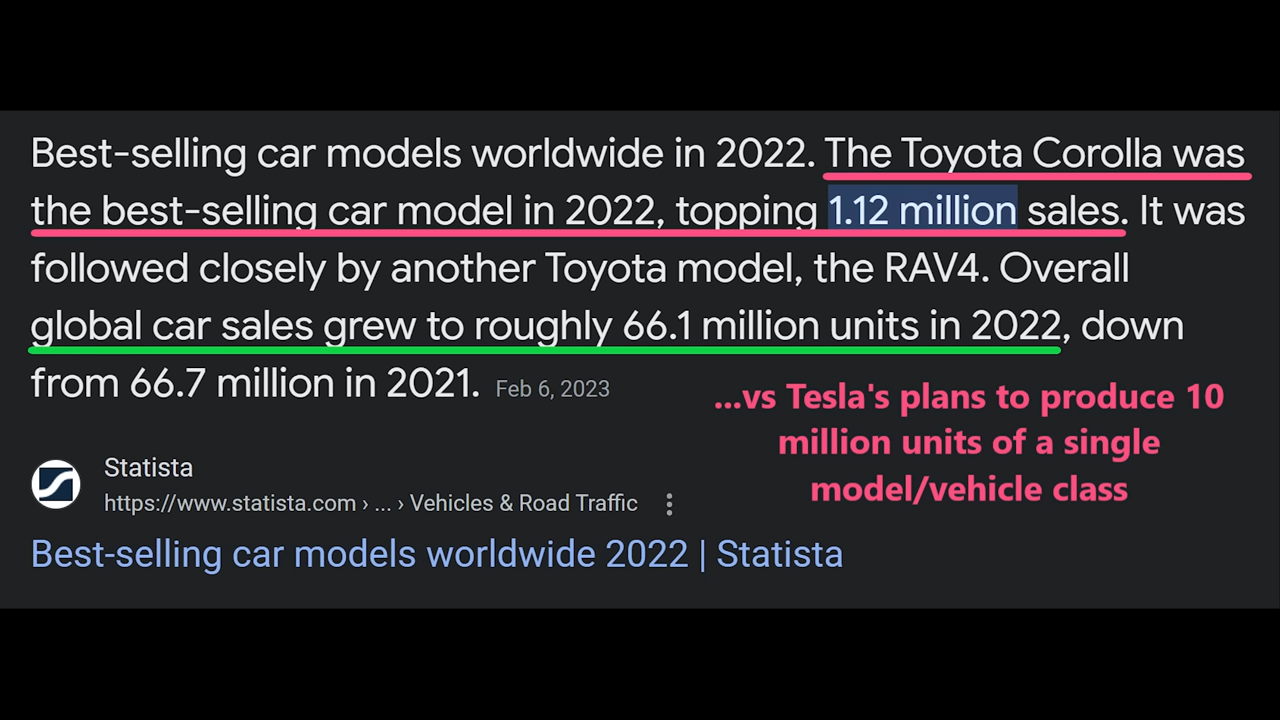 Best-selling car models worldwide in 2022. The Toyota Corolla was
the best-selling car model in 2022, topping 1.12 million sales. It was
followed closely by another Toyota model, the RAV4. Overall
global car sales grew to roughly 66.1 million units in 2022, down
from 66.7 million in 2021. Feb 6, 2023
...vs Tesla's plans to produce 10
million units of a single
model/vehicle class
Statista
https://www.statista.com › ... › Vehicles & Road Traffic
Best-selling car models worldwide 2022 | Statista